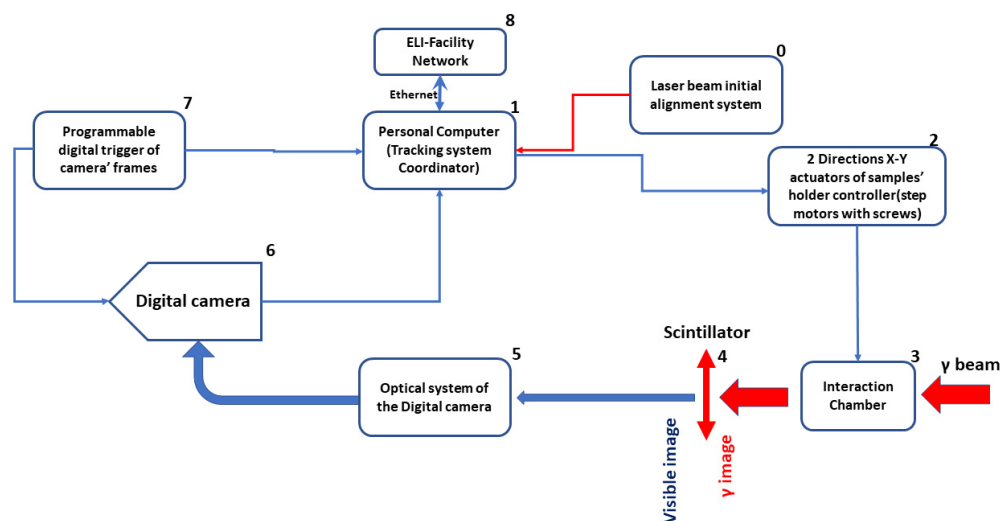 8
ELI-Facility
Network
Ethernet
0
Laser beam initial
alignment system
7
Programmable
digital trigger of
camera' frames
1
Personal Computer
(Tracking system
Coordinator)
2
2 Directions X-Y
actuators of samples'
holder controller(step
motors with screws)
6
Digital camera
5
Optical system of
the Digital camera
Scintillator
4
Visible image
γ image
3
Interaction
Chamber
γ beam